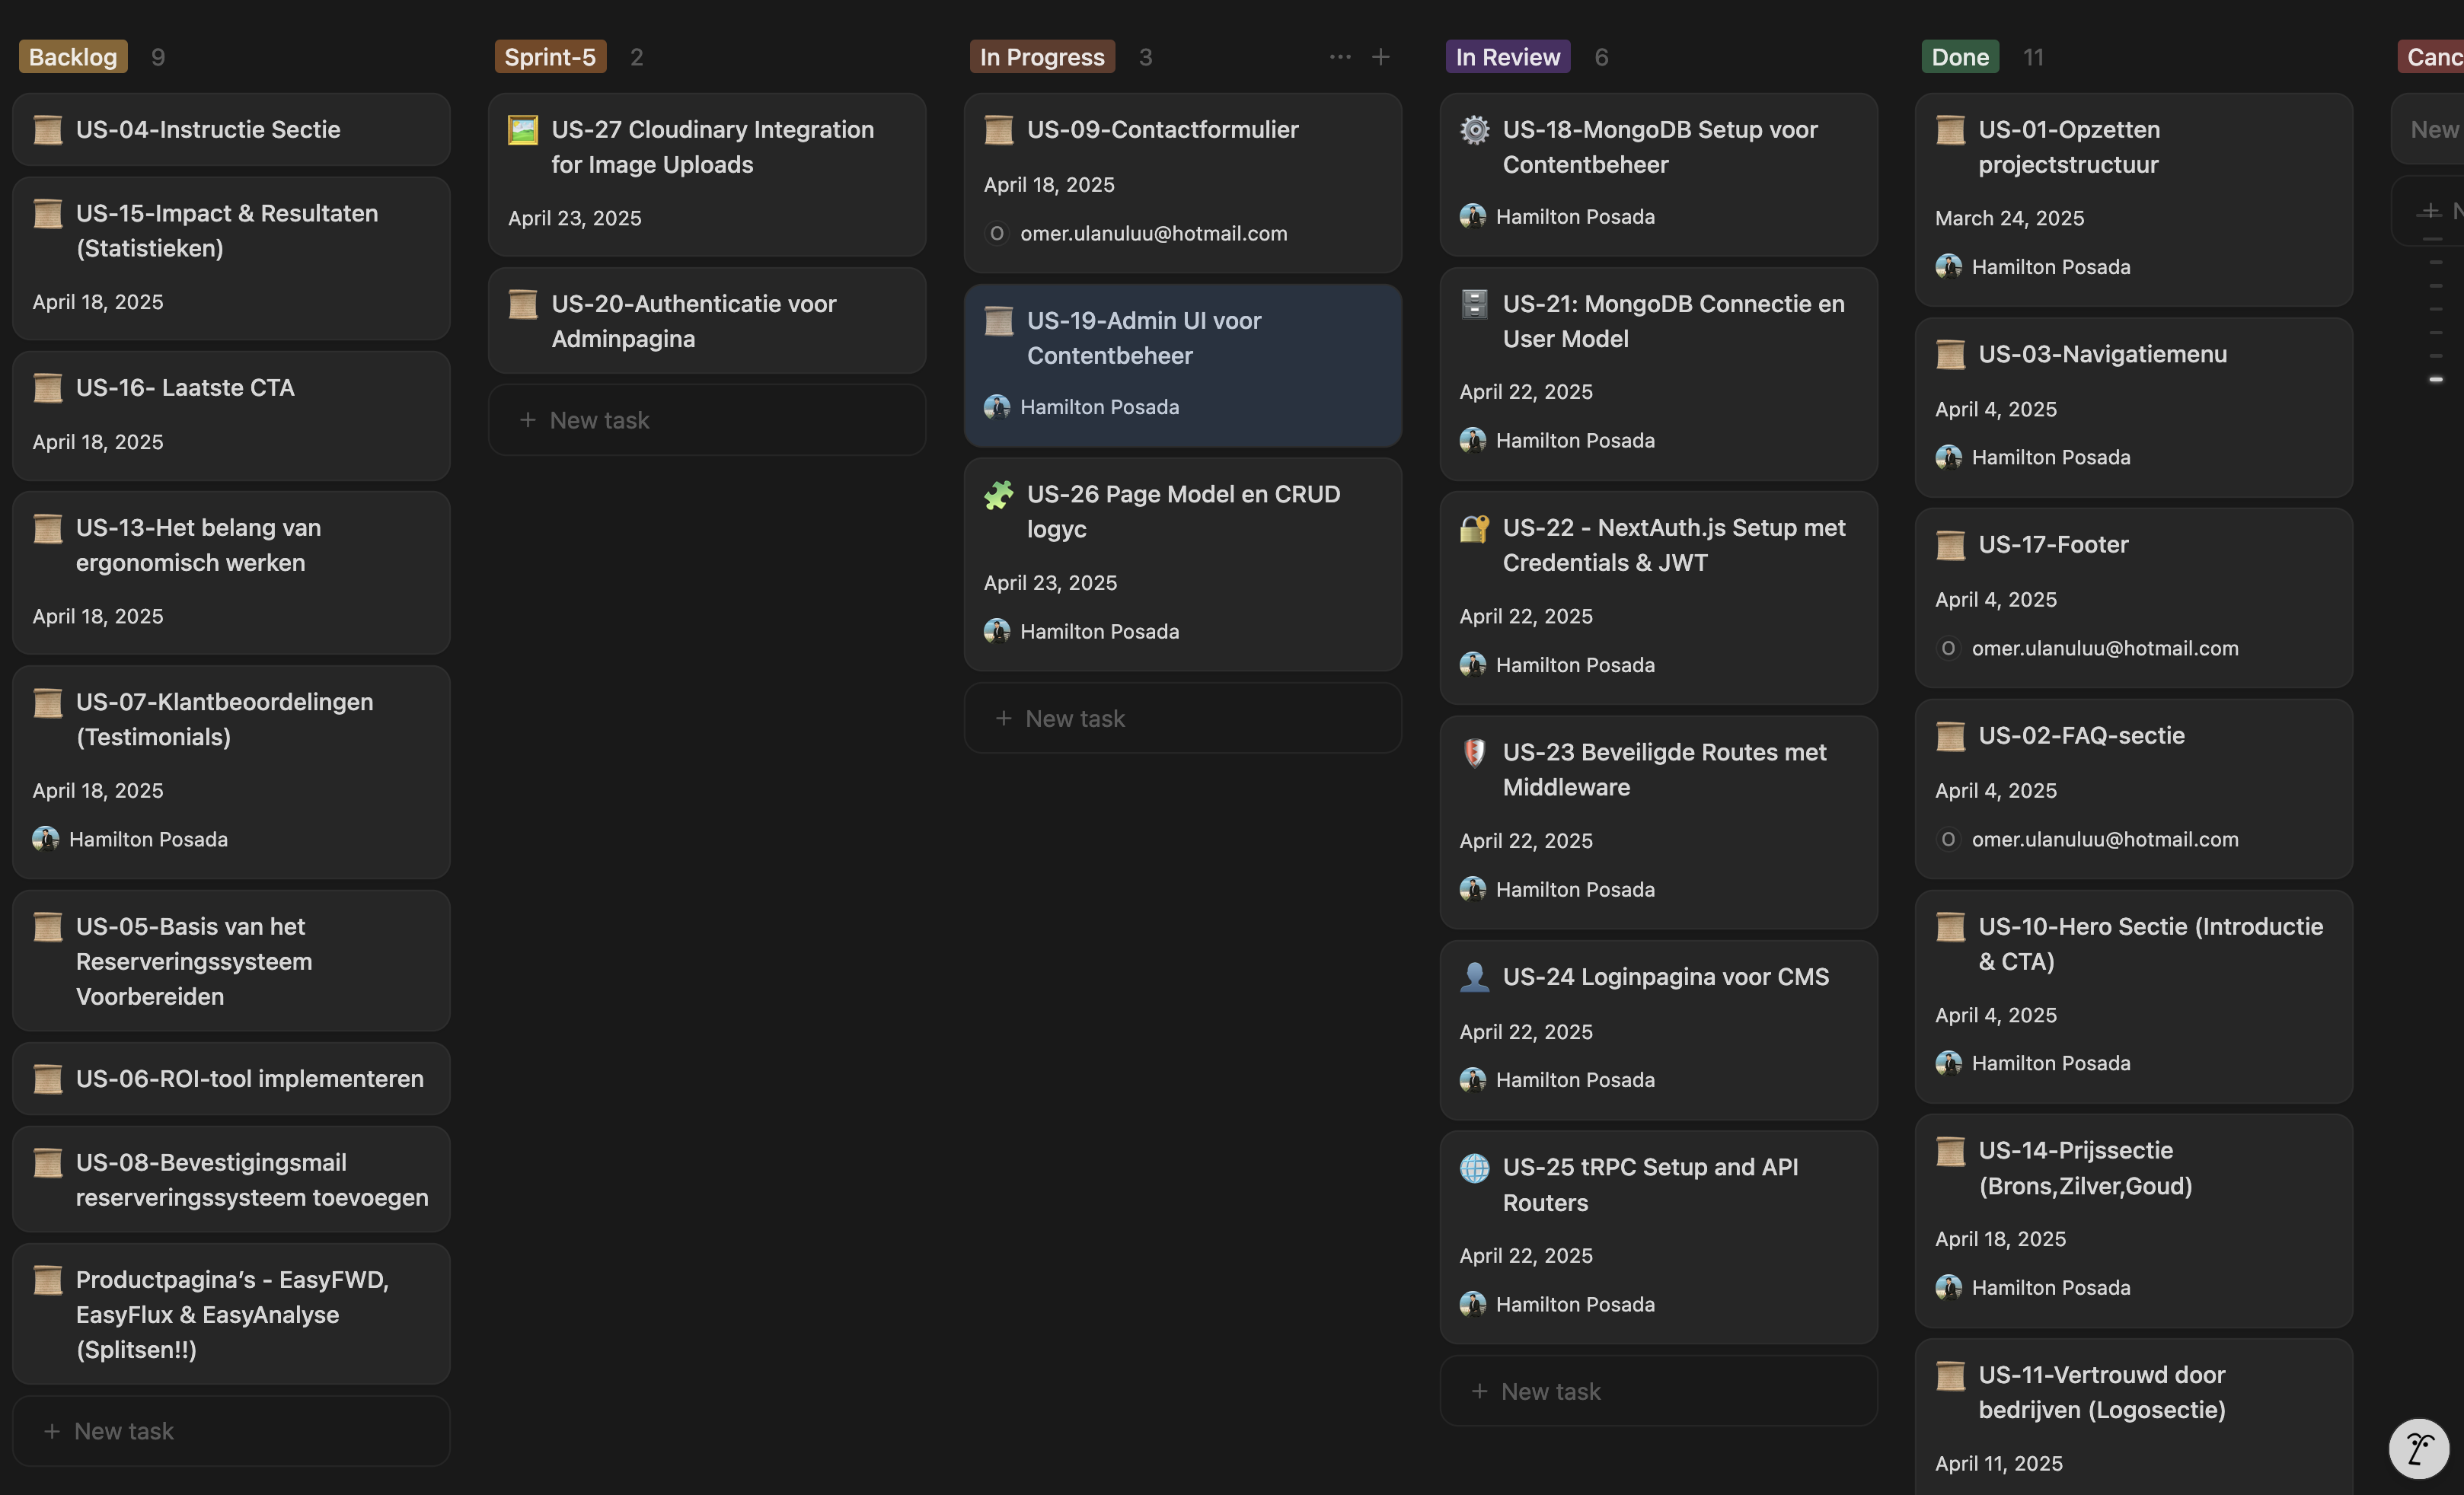 Backlog 9
US-04-Instructie Sectie
US-15-Impact & Resultaten
(Statistieken)
April 18, 2025
US-16- Laatste CTA
April 18, 2025
US-13-Het belang van
ergonomisch werken
April 18, 2025
US-07-Klantbeoordelingen
(Testimonials)
April 18, 2025
Hamilton Posada
US-05-Basis van het
Reserveringssysteem
Voorbereiden
US-06-ROI-tool implementeren
US-08-Bevestigingsmail
reserveringssysteem toevoegen
Productpagina’s - EasyFWD,
EasyFlux & EasyAnalyse
(Splitsen!!)
+ New task
Sprint-5 2
US-27 Cloudinary Integration
for Image Uploads
April 23, 2025
US-20-Authenticatie voor
Adminpagina
+ New task
In Progress 3 ... +
US-09-Contactformulier
April 18, 2025
O omer.ulanuluu@hotmail.com
US-19-Admin UI voor
Contentbeheer
Hamilton Posada
US-26 Page Model en CRUD
logyc
April 23, 2025
Hamilton Posada
+ New task
In Review 6
US-18-MongoDB Setup voor
Contentbeheer
Hamilton Posada
US-21: MongoDB Connectie en
User Model
April 22, 2025
Hamilton Posada
US-22 - NextAuth.js Setup met
Credentials & JWT
April 22, 2025
Hamilton Posada
US-23 Beveiligde Routes met
Middleware
April 22, 2025
Hamilton Posada
US-24 Loginpagina voor CMS
April 22, 2025
Hamilton Posada
US-25 tRPC Setup and API
Routers
April 22, 2025
Hamilton Posada
+ New task
Done 11
US-01-Opzetten
projectstructuur
March 24, 2025
Hamilton Posada
US-03-Navigatiemenu
April 4, 2025
Hamilton Posada
US-17-Footer
April 4, 2025
O omer.ulanuluu@hotmail.com
US-02-FAQ-sectie
April 4, 2025
O omer.ulanuluu@hotmail.com
US-10-Hero Sectie (Introductie
& CTA)
April 4, 2025
Hamilton Posada
US-14-Prijssectie
(Brons,Zilver,Goud)
April 18, 2025
Hamilton Posada
US-11-Vertrouwd door
bedrijven (Logosectie)
April 11, 2025
Canc
New
+ N